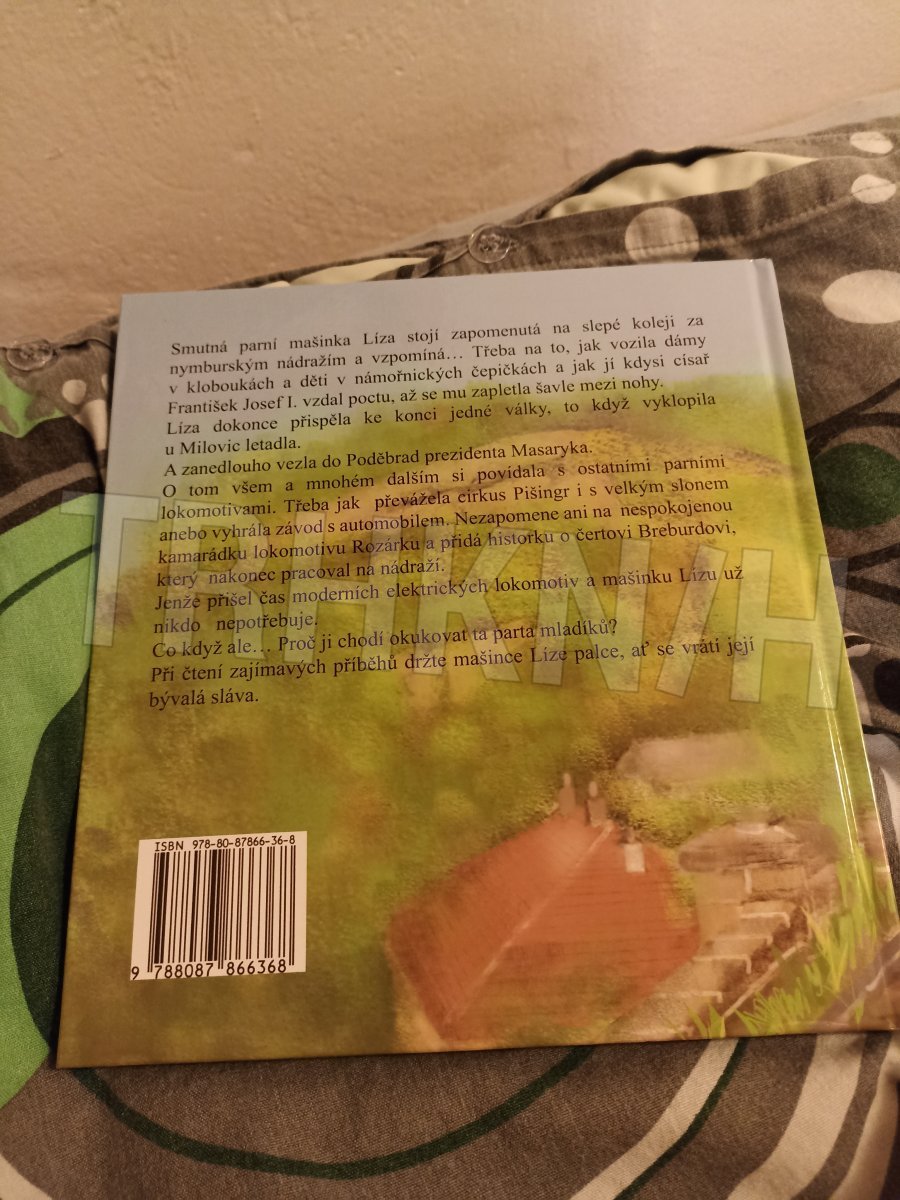 Smutná parní mašinka Líza stojí zapomenutá na slepé koleji za
nymburským nádražím a vzpomíná… Třeba na to, jak vozila dámy
v kloboukách a děti v námořnických čepičkách a jak jí kdysi císař
František Josef I. vzdal poctu, až se mu zapletla šavle mezi nohy.
Líza dokonce přispěla ke konci jedné války, to když vyklopila
u Milovic letadla.
A zanedlouho vezla do Poděbrad prezidenta Masaryka.
O tom všem a mnohém dalším si povídala s ostatními parními
lokomotivami. Třeba jak převážela cirkus Pišingr i s velkým slonem
anebo vyhrála závod s automobilem. Nezapomene ani na nespokojenou
kamarádku lokomotivu Rozárku a přidá historku o čertovi Breburdovi,
který nakonec pracoval na nádraží.
Jenže přišel čas moderních elektrických lokomotiv a mašinku Lízu už
nikdo nepotřebuje.
Co když ale… Proč ji chodí okukovat ta parta mladíků?
Při čtení zajímavých příběhů držte mašince Líze palce, ať se vrátí její
bývalá sláva.
ISBN 978-80-87866-36-8
9 788087 866368